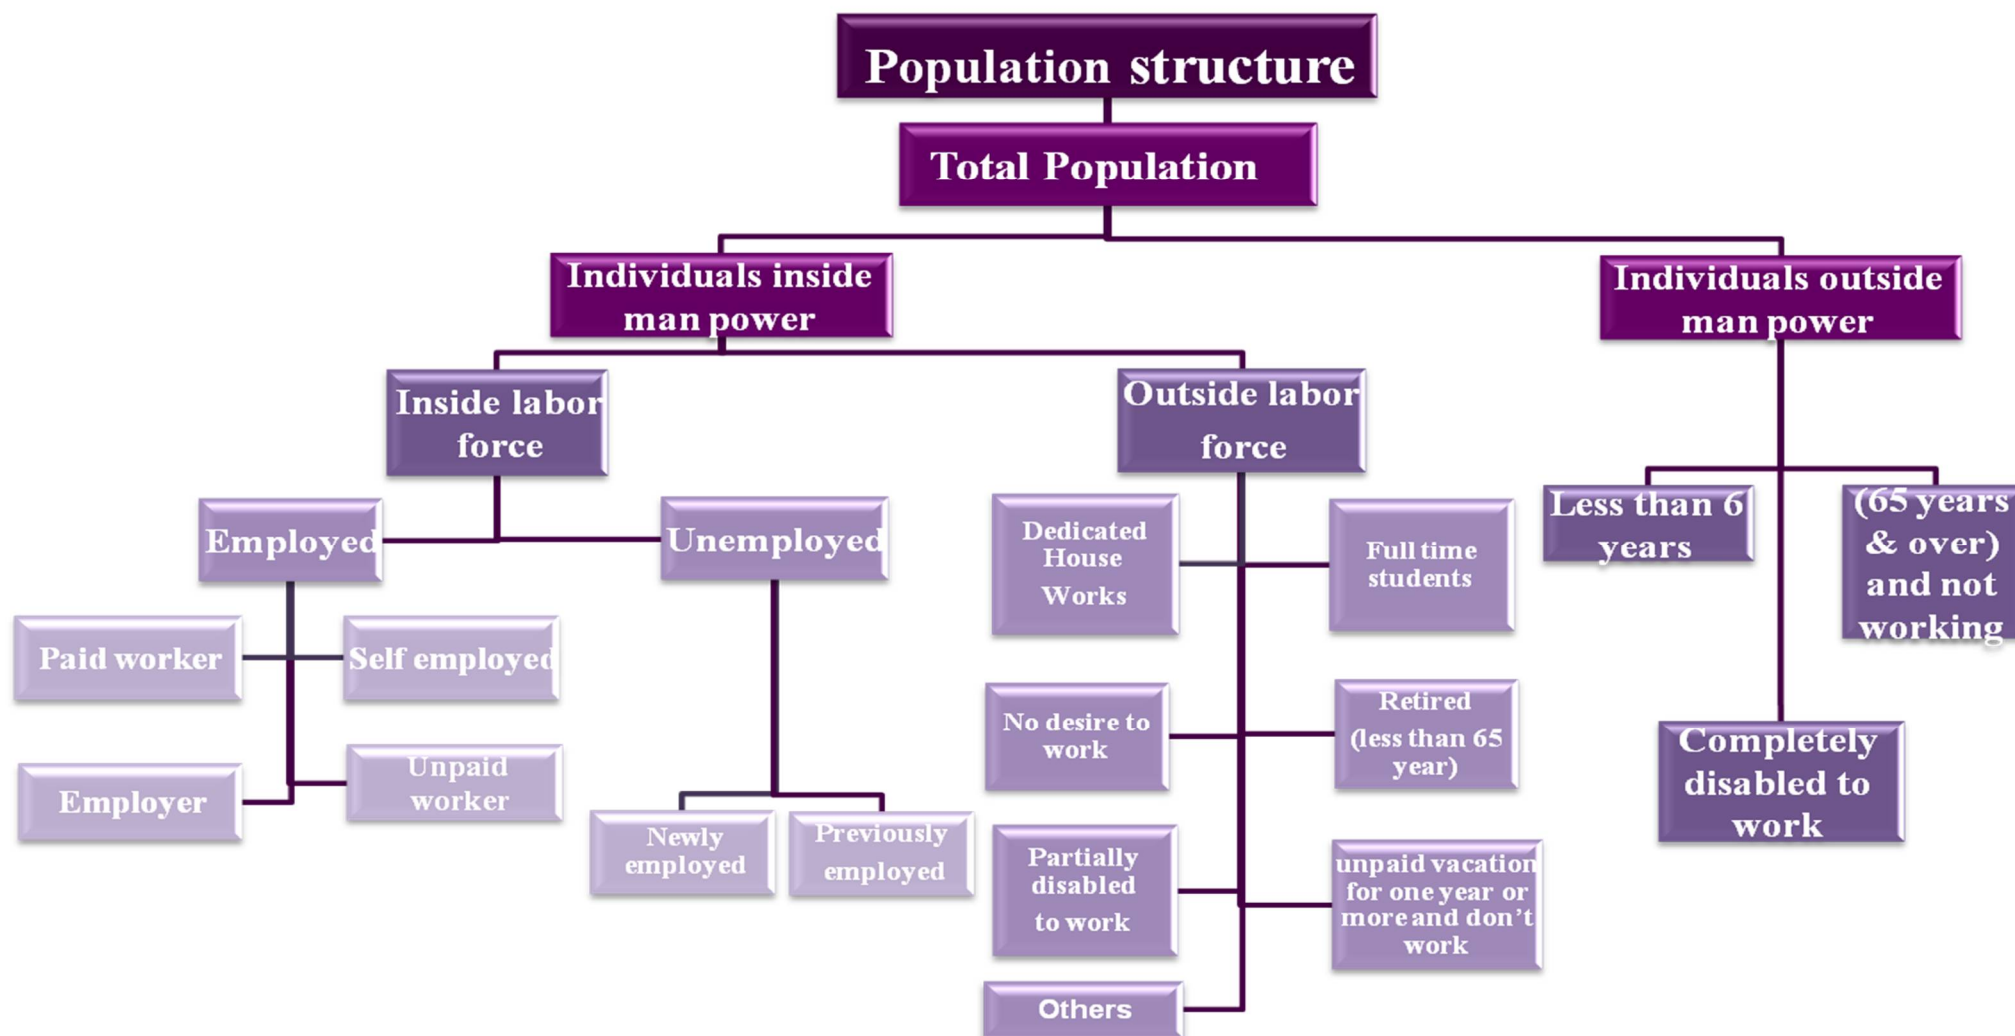 Population structure
Total Population
Individuals inside
man power
Individuals outside
man power
Inside labor
force
Outside labor
force
Employed
Unemployed
Dedicated
House
Works
Full time
students
Less than 6
years
(65 years
& over)
and not
working
Paid worker
Self employed
No desire to
work
Retired
(less than 65
year)
Completely
disabled to
work
Employer
Unpaid
worker
Newly
employed
Previously
employed
Partially
disabled
to work
unpaid vacation
for one year or
more and don’t
work
Others